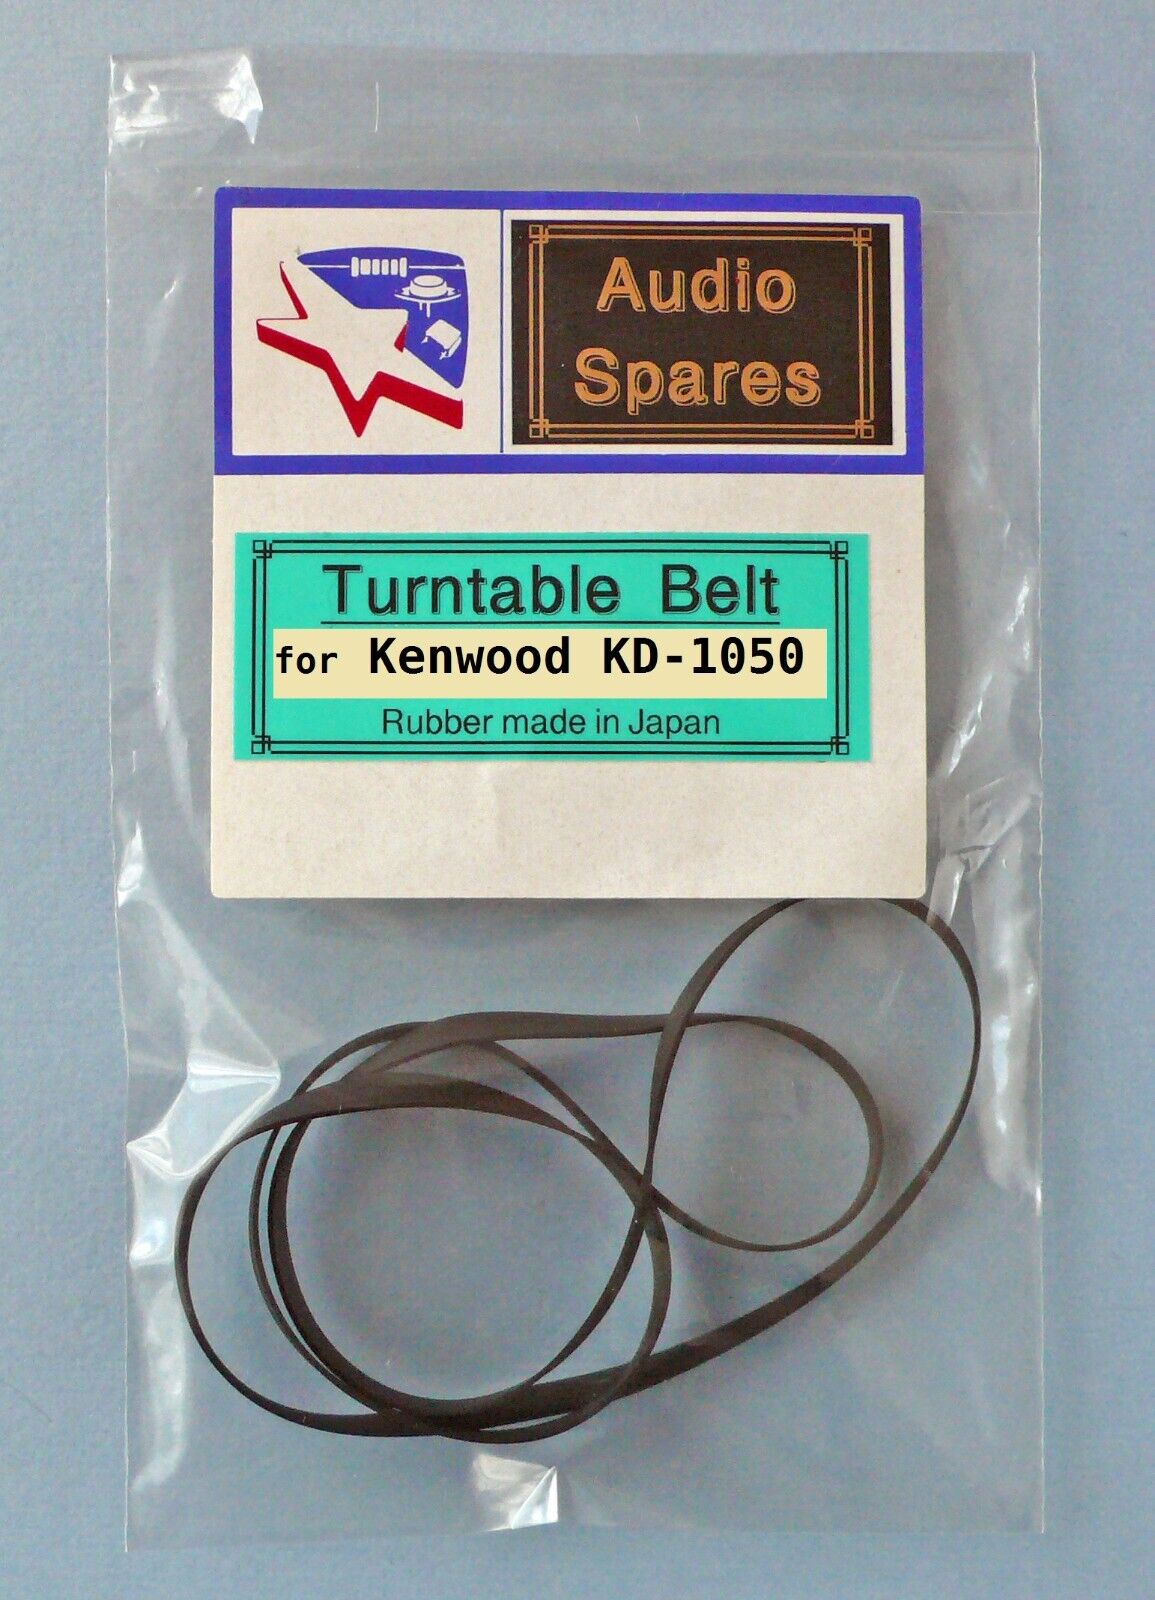 Audio
Spares
Turntable Belt
for Kenwood KD-1050
Rubber made in Japan